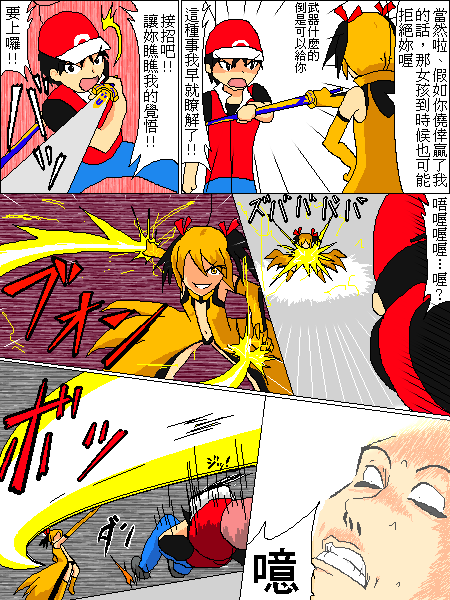 當然啦、假如你僥倖贏了我
的話，那女孩到時候也可能
拒絕妳喔
武器什麼的
倒是可以給你
這種事我早就瞭解了!!
接招吧!!
讓妳瞧瞧我的覺悟!!
要上囉!!
唔喔喔喔…喔?
ズババババ
ブオン
ボッ
ジッ!
ダン
噫